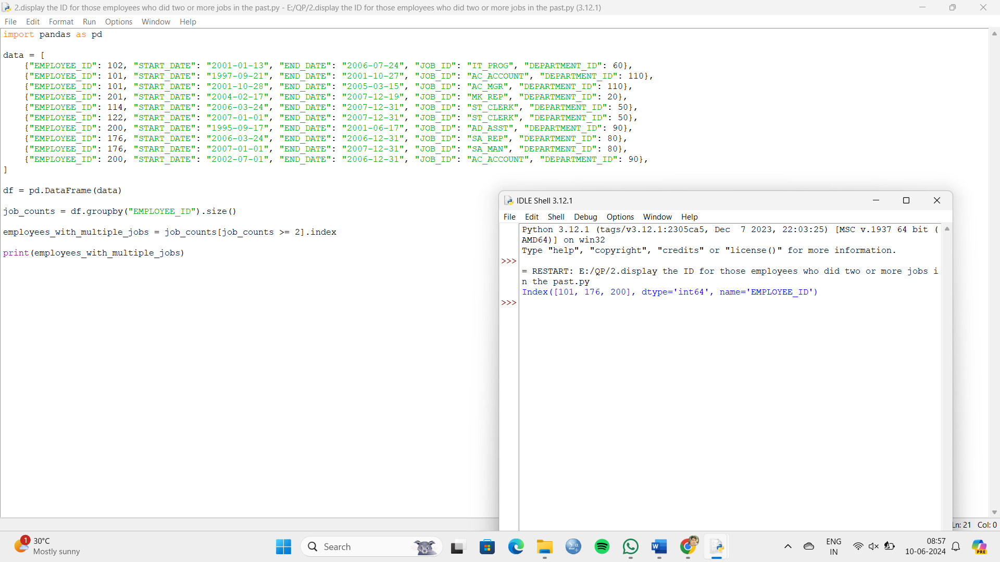 2.display the ID for those employees who did two or more jobs in the past.py - E:/QP/2.display the ID for those employees who did two or more jobs in the past.py (3.12.1)
File Edit Format Run Options Window Help
import pandas as pd
data = [
    {"EMPLOYEE_ID": 102, "START_DATE": "2001-01-13", "END_DATE": "2006-07-24", "JOB_ID": "IT_PROG", "DEPARTMENT_ID": 60},
    {"EMPLOYEE_ID": 101, "START_DATE": "1997-09-21", "END_DATE": "2001-10-27", "JOB_ID": "AC_ACCOUNT", "DEPARTMENT_ID": 110},
    {"EMPLOYEE_ID": 101, "START_DATE": "2001-10-28", "END_DATE": "2005-03-15", "JOB_ID": "AC_MGR", "DEPARTMENT_ID": 110},
    {"EMPLOYEE_ID": 201, "START_DATE": "2004-02-17", "END_DATE": "2007-12-19", "JOB_ID": "MK_REP", "DEPARTMENT_ID": 20},
    {"EMPLOYEE_ID": 114, "START_DATE": "2006-03-24", "END_DATE": "2007-12-31", "JOB_ID": "ST_CLERK", "DEPARTMENT_ID": 50},
    {"EMPLOYEE_ID": 122, "START_DATE": "2007-01-01", "END_DATE": "2007-12-31", "JOB_ID": "ST_CLERK", "DEPARTMENT_ID": 50},
    {"EMPLOYEE_ID": 200, "START_DATE": "1995-09-17", "END_DATE": "2001-06-17", "JOB_ID": "AD_ASST", "DEPARTMENT_ID": 90},
    {"EMPLOYEE_ID": 176, "START_DATE": "2006-03-24", "END_DATE": "2006-12-31", "JOB_ID": "SA_REP", "DEPARTMENT_ID": 80},
    {"EMPLOYEE_ID": 176, "START_DATE": "2007-01-01", "END_DATE": "2007-12-31", "JOB_ID": "SA_MAN", "DEPARTMENT_ID": 80},
    {"EMPLOYEE_ID": 200, "START_DATE": "2002-07-01", "END_DATE": "2006-12-31", "JOB_ID": "AC_ACCOUNT", "DEPARTMENT_ID": 90},
]
df = pd.DataFrame(data)
job_counts = df.groupby("EMPLOYEE_ID").size()
employees_with_multiple_jobs = job_counts[job_counts >= 2].index
print(employees_with_multiple_jobs)
IDLE Shell 3.12.1
File Edit Shell Debug Options Window Help
Python 3.12.1 (tags/v3.12.1:2305ca5, Dec  7 2023, 22:03:25) [MSC v.1937 64 bit (
AMD64)] on win32
Type "help", "copyright", "credits" or "license()" for more information.
>>>
= RESTART: E:/QP/2.display the ID for those employees who did two or more jobs i
n the past.py
Index([101, 176, 200], dtype='int64', name='EMPLOYEE_ID')
>>>
Ln: 21 Col: 0
1
30°C
Mostly sunny
Search
W
ENG
IN
08:57
10-06-2024
PRE